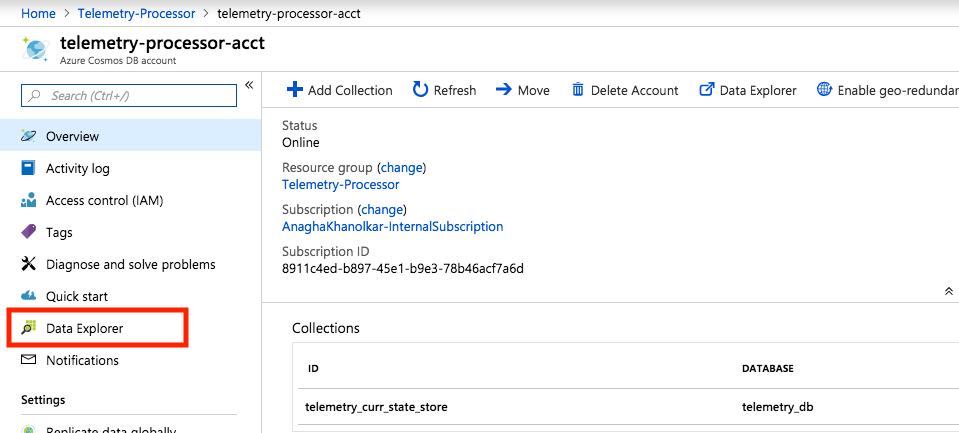 Home > Telemetry-Processor > telemetry-processor-acct
telemetry-processor-acct
Azure Cosmos DB account
Search (Ctrl+/)
«
Overview
Activity log
Access control (IAM)
Tags
Diagnose and solve problems
Quick start
Data Explorer
Notifications
Settings
Replicate data globally
Add Collection Refresh Move Delete Account Data Explorer Enable geo-redundan
Status
Online
Resource group (change)
Telemetry-Processor
Subscription (change)
AnaghaKhanolkar-InternalSubscription
Subscription ID
8911c4ed-b897-45e1-b9e3-78b46acf7a6d
Collections
ID DATABASE
telemetry_curr_state_store telemetry_db